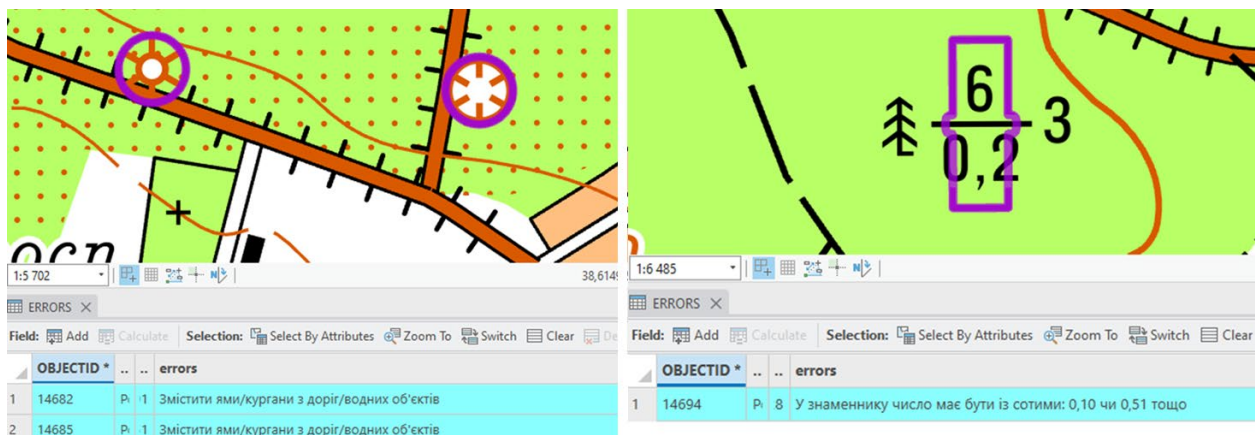 осп
1:5 702
38,6149
ERRORS
Field: Add Calculate Selection: Select By Attributes Zoom To Switch Clear De
OBJECTID * .. .. errors
1 14682 1 Змістити ями/кургани з доріг/водних об'єктів
2 14685 1 Змістити ями/кургани з доріг/водних об'єктів
6
0,2
3
1:6 485
ERRORS
Field: Add Calculate Selection: Select By Attributes Zoom To Switch Clear
OBJECTID * .. .. errors
1 14694 8 У знаменнику число має бути із сотими: 0,10 чи 0,51 тощо